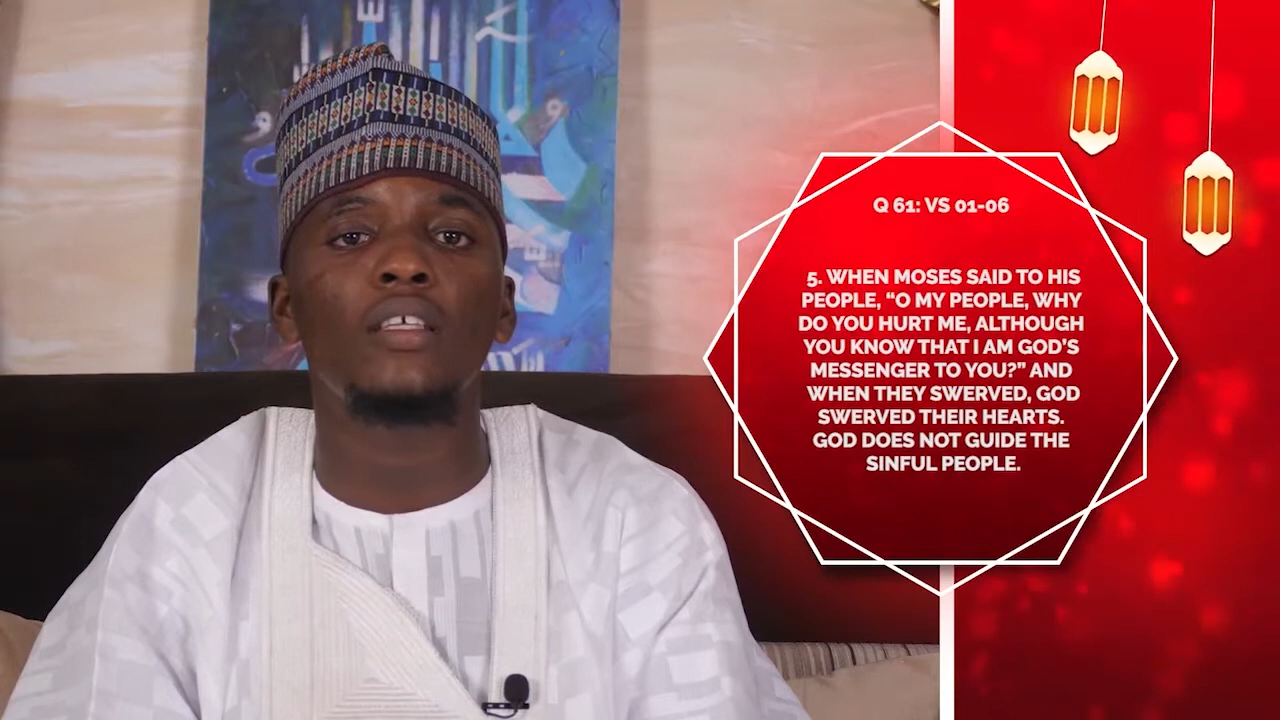 Q 61: VS 01-06
5. WHEN MOSES SAID TO HIS
PEOPLE, “O MY PEOPLE, WHY
DO YOU HURT ME, ALTHOUGH
YOU KNOW THAT I AM GOD’S
MESSENGER TO YOU?” AND
WHEN THEY SWERVED, GOD
SWERVED THEIR HEARTS.
GOD DOES NOT GUIDE THE
SINFUL PEOPLE.